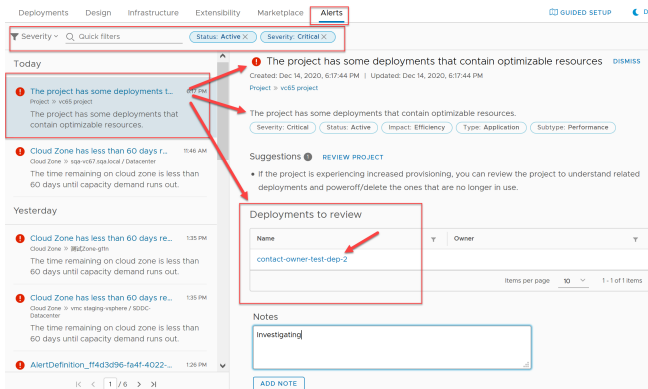 Deployments Design Infrastructure Extensibility Marketplace Alerts GUIDED SETUP
Severity Quick filters Status: Active Severity: Critical
Today
The project has some deployments t... 6:17 PM
Project » vc65 project
The project has some deployments that
contain optimizable resources.
Cloud Zone has less than 60 days re... 11:46 AM
Cloud Zone » sqa-vc67.sqa.local / Datacenter
The time remaining on cloud zone is less than
60 days until capacity demand runs out.
Yesterday
Cloud Zone has less than 60 days re... 1:35 PM
Cloud Zone » 测试Zone-g11n
The time remaining on cloud zone is less than
60 days until capacity demand runs out.
Cloud Zone has less than 60 days re... 1:35 PM
Cloud Zone » vmc staging-vsphere / SDDC-
Datacenter
The time remaining on cloud zone is less than
60 days until capacity demand runs out.
AlertDefinition_ff4d3d96-fa4f-4022-... 1:26 PM
1 / 6
The project has some deployments that contain optimizable resources DISMISS
Created: Dec 14, 2020, 6:17:44 PM | Updated: Dec 14, 2020, 6:17:44 PM
Project » vc65 project
The project has some deployments that contain optimizable resources.
Severity: Critical Status: Active Impact: Efficiency Type: Application Subtype: Performance
Suggestions REVIEW PROJECT
• If the project is experiencing increased provisioning, you can review the project to understand related
deployments and poweroff/delete the ones that are no longer in use.
Deployments to review
Name Owner
contact-owner-test-dep-2
Items per page 10 1 - 1 of 1 items
Notes
Investigating
ADD NOTE